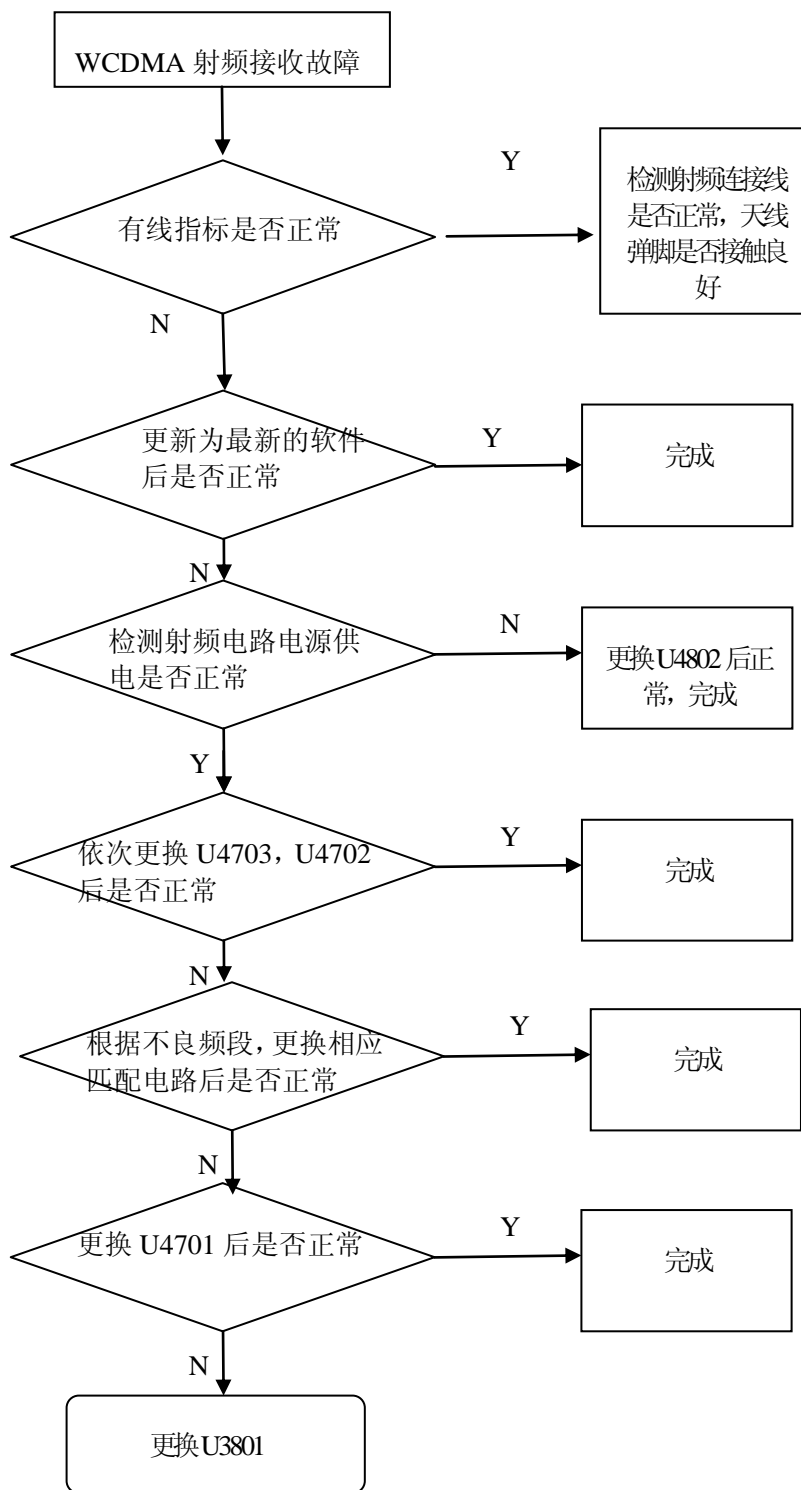 WCDMA 射频接收故障
有线指标是否正常
Y
检测射频连接线
是否正常，天线
弹脚是否接触良
好
N
更新为最新的软件
后是否正常
Y
完成
N
检测射频电路电源供
电是否正常
N
更换U4802 后正
常，完成
Y
依次更换 U4703，U4702
后是否正常
Y
完成
N
根据不良频段，更换相应
匹配电路后是否正常
Y
完成
N
更换 U4701 后是否正常
Y
完成
N
更换U3801